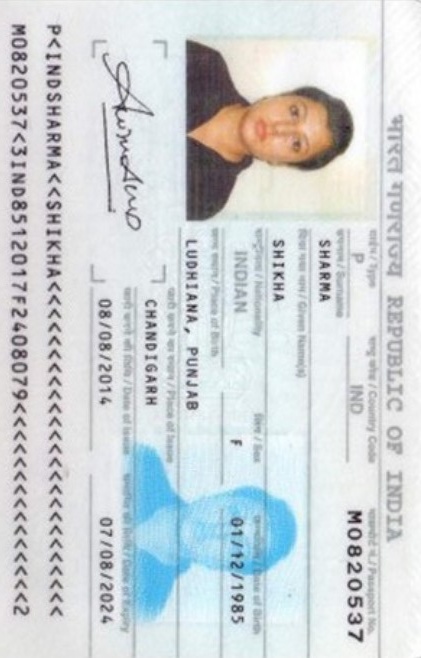 भारत गणराज्य REPUBLIC OF INDIA
टाईप / Type राष्ट्र कोड / Country Code पासपोर्ट नं. / Passport No.
P IND M0820537
उपनाम / Surname
SHARMA
दिया गया नाम / Given Name(s)
SHIKHA
राष्ट्रीयता / Nationality लिंग / Sex जन्मतिथि / Date of Birth
INDIAN F 01/12/1985
जन्म स्थान / Place of Birth
LUDHIANA, PUNJAB
जारी करने का स्थान / Place of Issue
CHANDIGARH
जारी करने की तिथि / Date of Issue समाप्ति की तिथि / Date of Expiry
08/08/2014 07/08/2024
P<INDSHARMA<<SHIKHA<<<<<<<<<<<<<<<<<<<<<<<<<
M0820537<3IND8512017F2408079<<<<<<<<<<<<<<<2